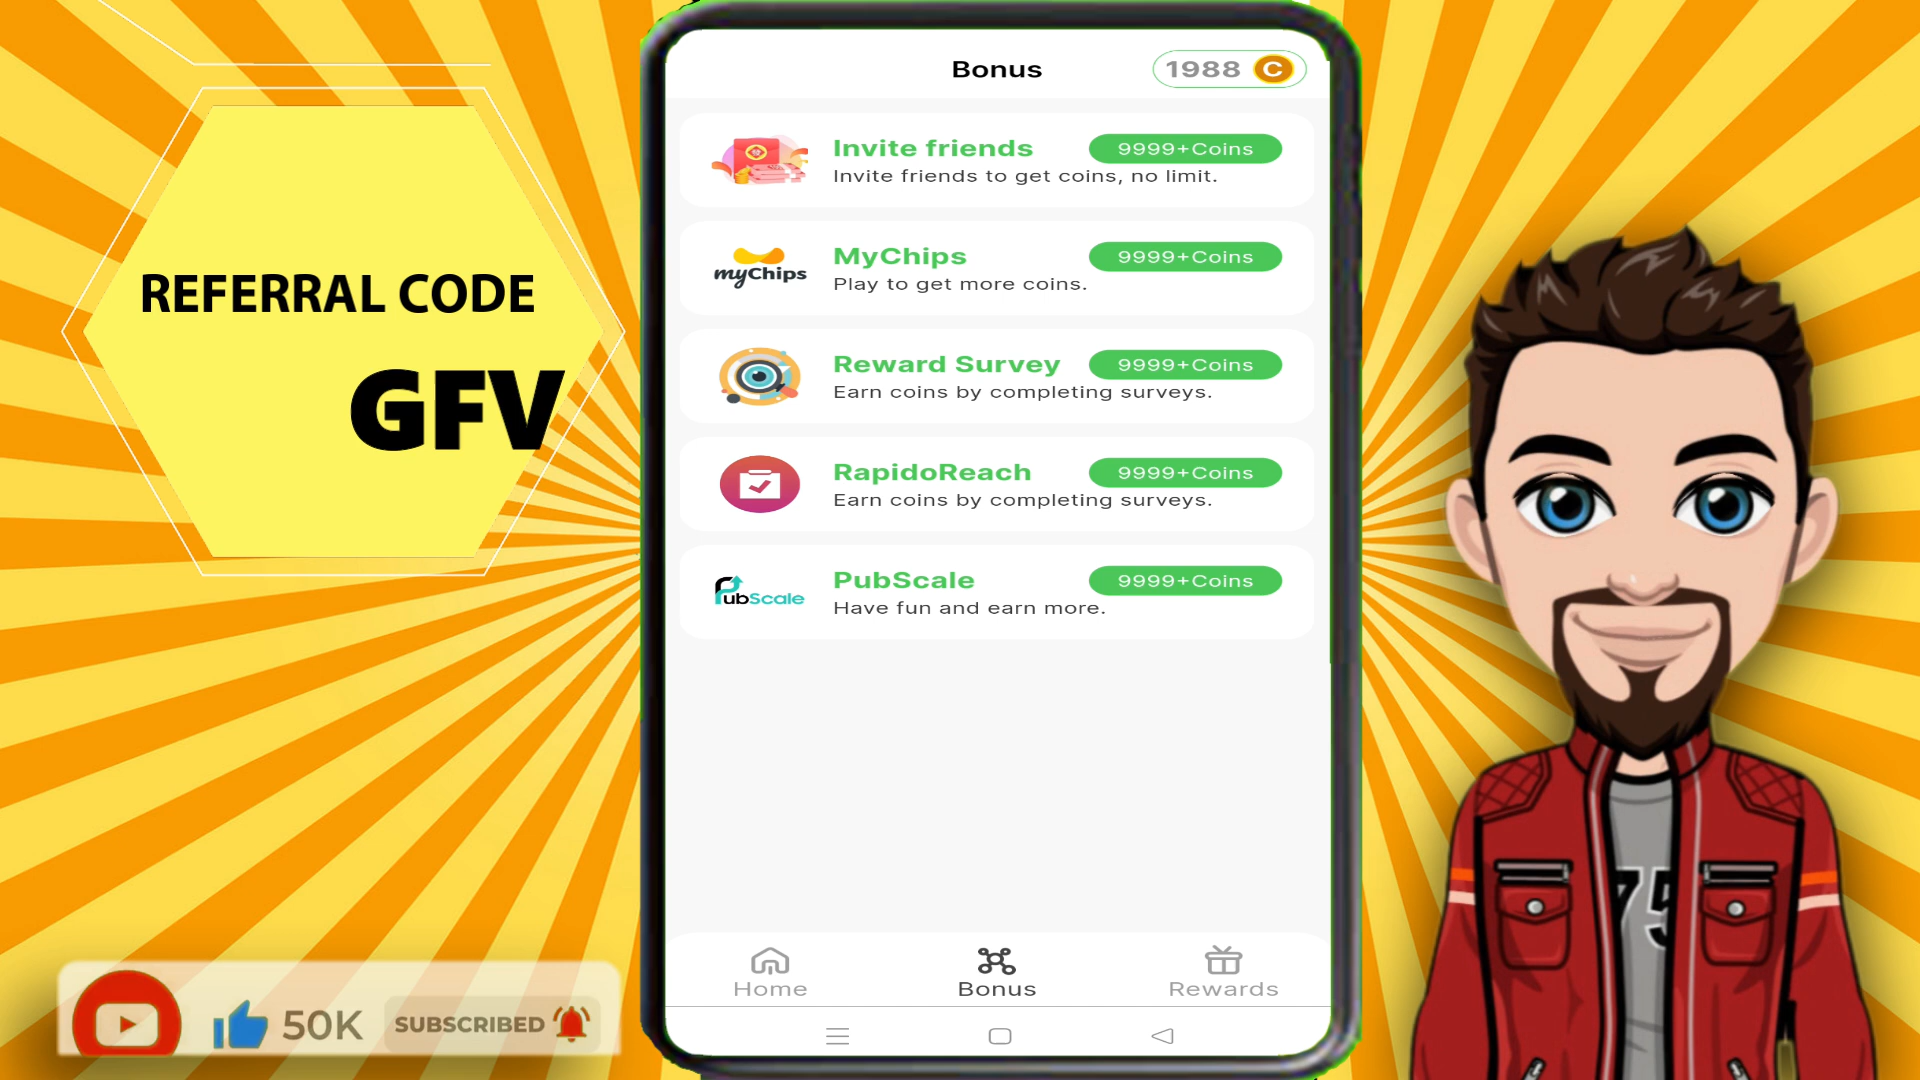 REFERRAL CODE
GFV
Bonus
1988 C
Invite friends
9999+Coins
Invite friends to get coins, no limit.
myChips
MyChips
9999+Coins
Play to get more coins.
Reward Survey
9999+Coins
Earn coins by completing surveys.
RapidoReach
9999+Coins
Earn coins by completing surveys.
PubScale
PubScale
9999+Coins
Have fun and earn more.
Home
Bonus
Rewards
50K
SUBSCRIBED
75